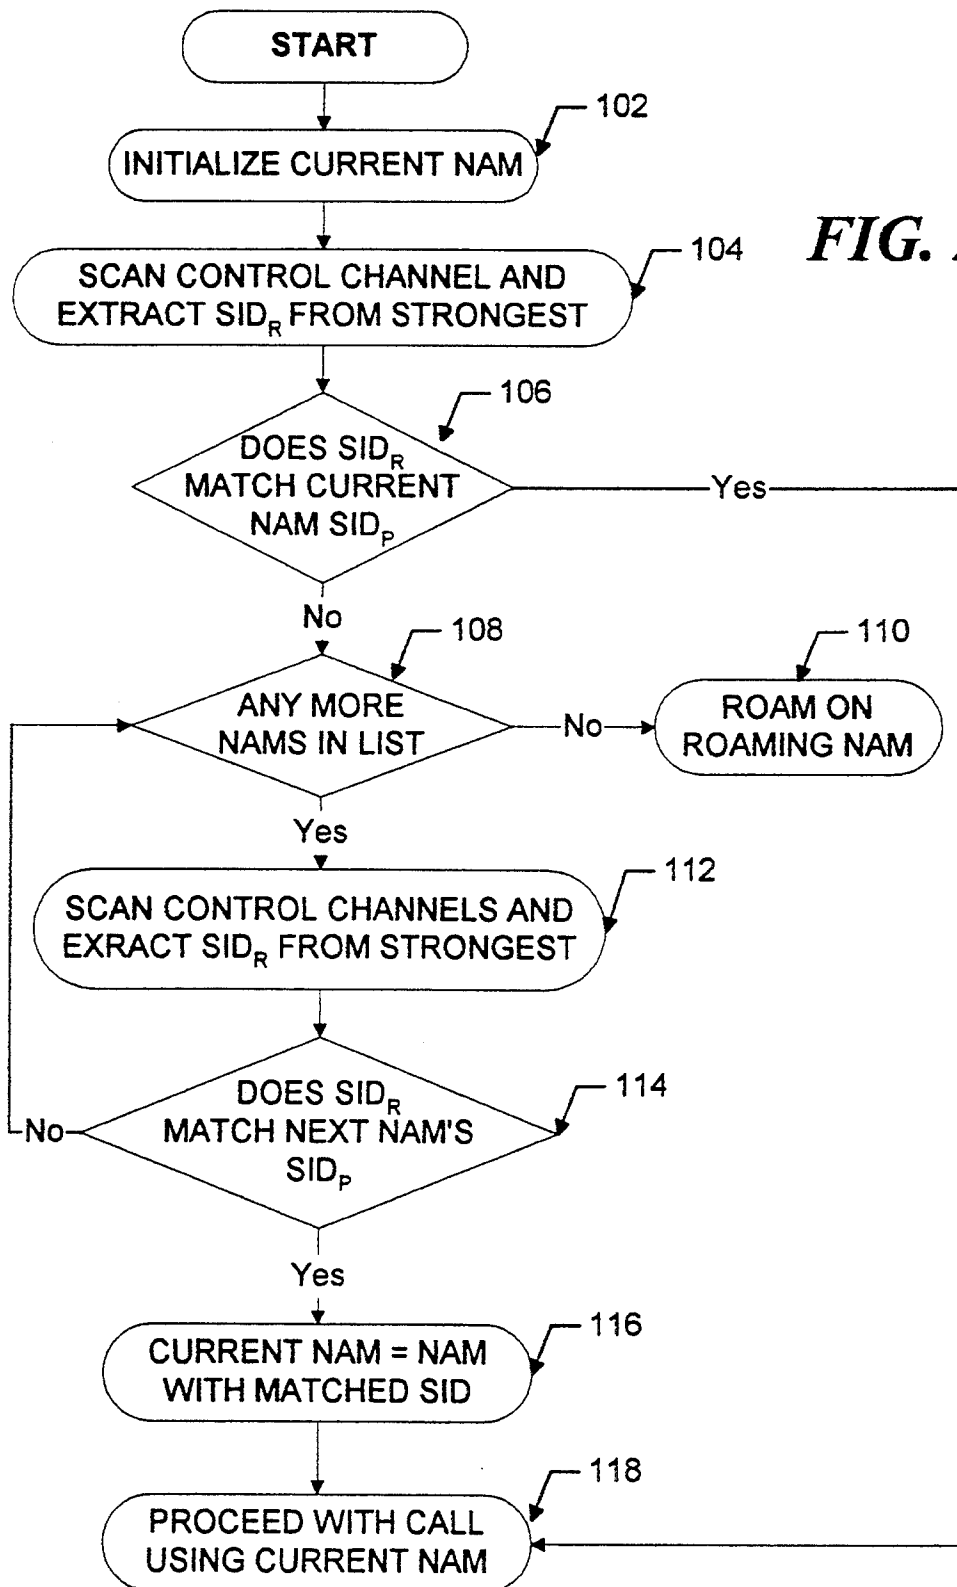 START
102
INITIALIZE CURRENT NAM
104
FIG.
SCAN CONTROL CHANNEL AND
EXTRACT SIDR FROM STRONGEST
106
DOES SIDR
MATCH CURRENT
NAM SIDP
Yes
No
108
110
ANY MORE
NAMS IN LIST
No
ROAM ON
ROAMING NAM
Yes
112
SCAN CONTROL CHANNELS AND
EXRACT SIDR FROM STRONGEST
114
DOES SIDR
MATCH NEXT NAM'S
SIDP
No
Yes
116
CURRENT NAM = NAM
WITH MATCHED SID
118
PROCEED WITH CALL
USING CURRENT NAM